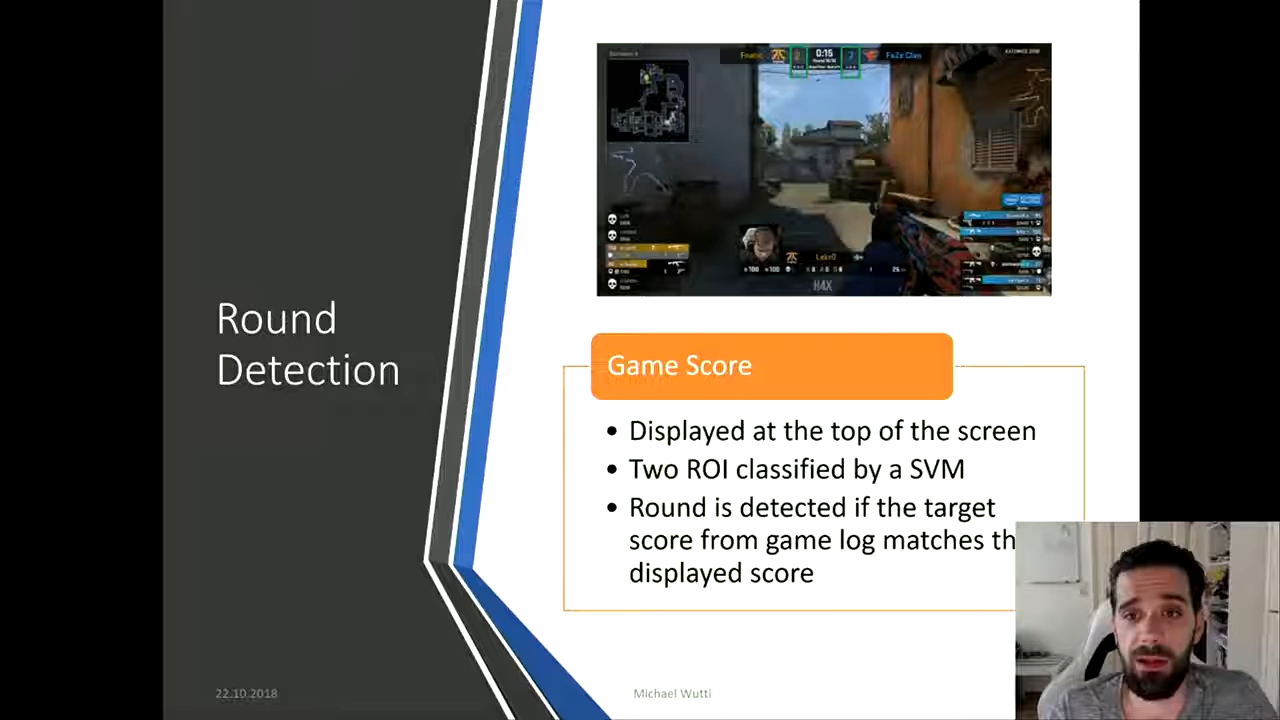 Fnatic
0:15
7
FaZe Clan
LekrO
H4X
Round
Detection
Game Score
• Displayed at the top of the screen
• Two ROI classified by a SVM
• Round is detected if the target
score from game log matches th
displayed score
22.10.2018
Michael Wutti